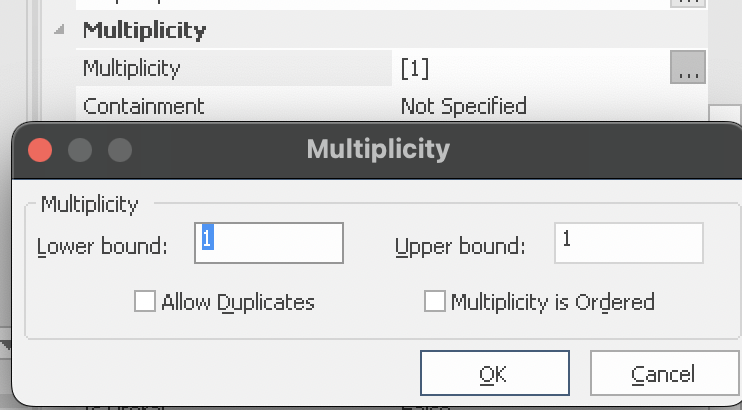 Multiplicity
Multiplicity [1] ...
Containment Not Specified
Multiplicity
Multiplicity
Lower bound: 1 Upper bound: 1
Allow Duplicates Multiplicity is Ordered
OK Cancel